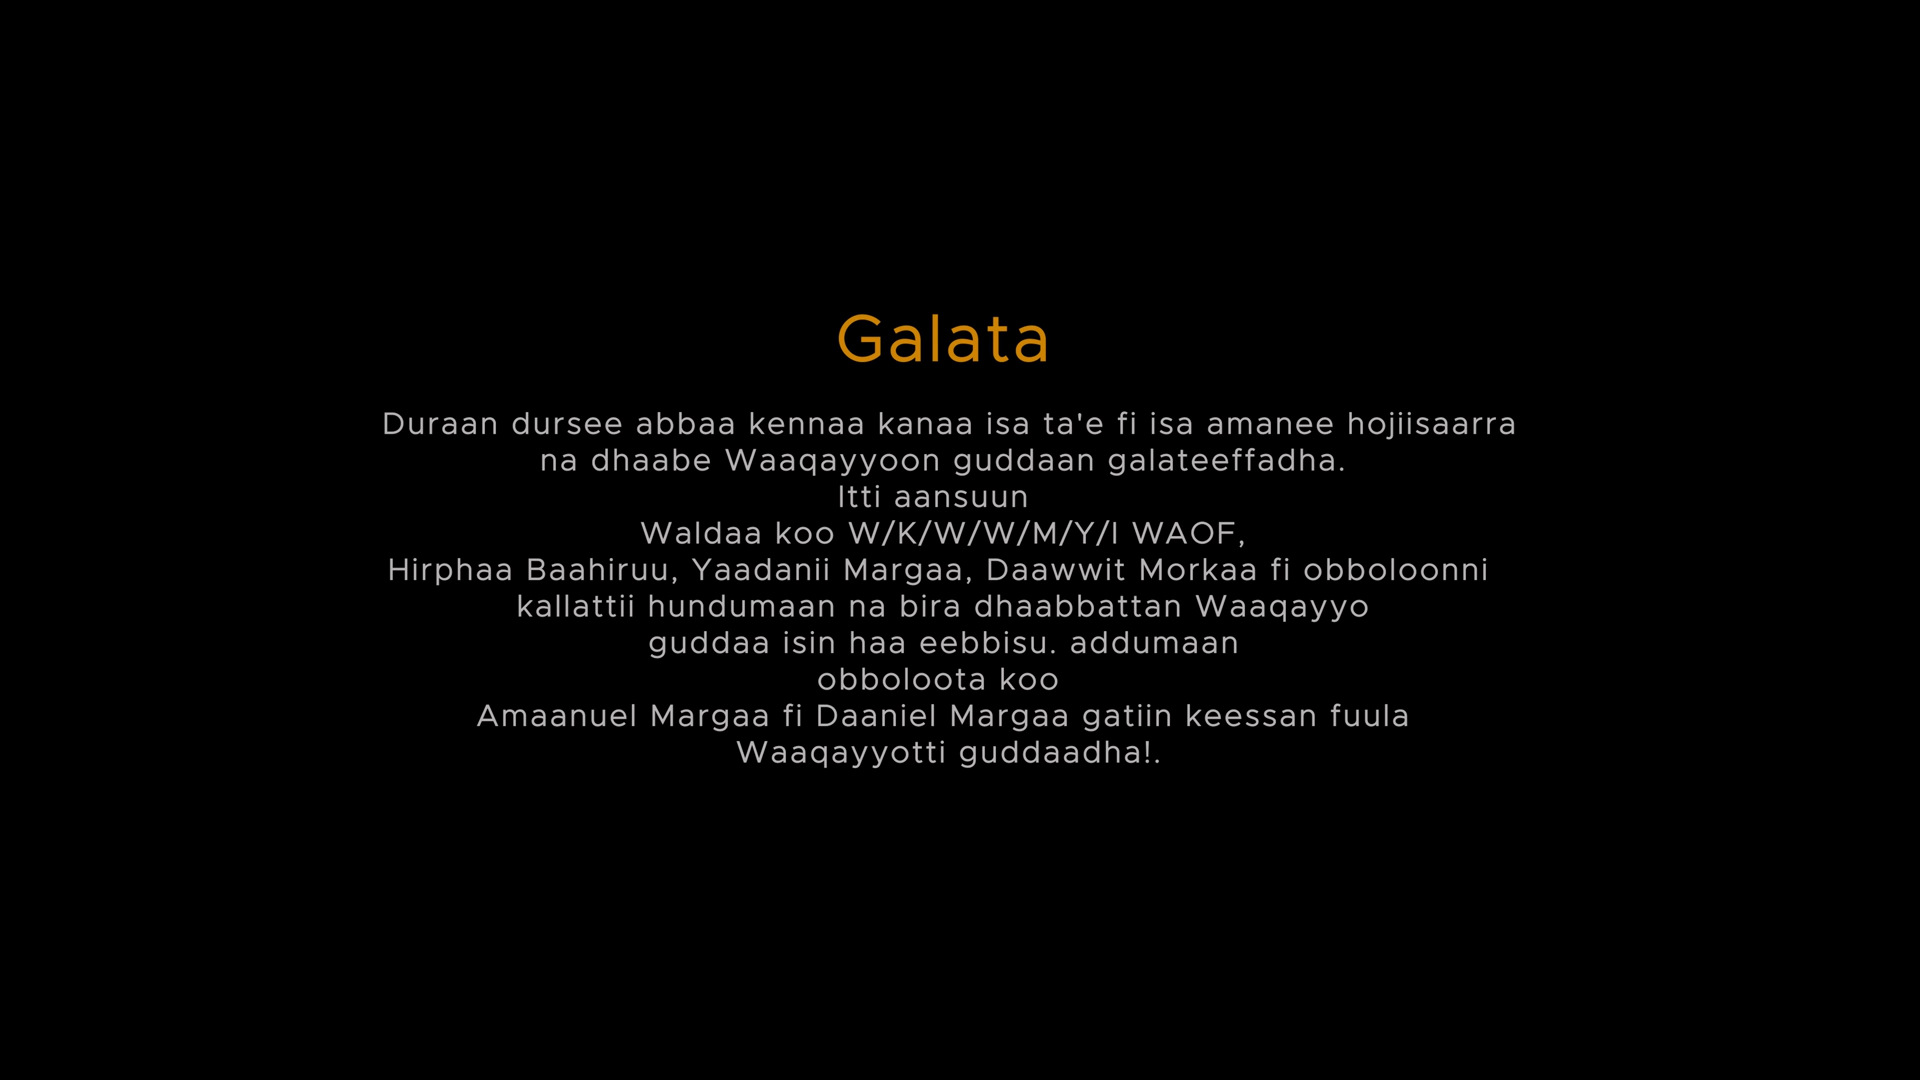 Galata
Duraan dursee abbaa kennaa kanaa isa ta'e fi isa amanee hojiisaarra
na dhaabe Waaqayyoon guddaan galateeffadha.
Itti aansuun
Waldaa koo W/K/W/W/M/Y/I WAOF,
Hirphaa Baahiruu, Yaadanii Margaa, Daawwit Morkaa fi obboloonni
kallattii hundumaan na bira dhaabbattan Waaqayyo
guddaa isin haa eebbisu. addumaan
obboloota koo
Amaanuel Margaa fi Daaniel Margaa gatiin keessan fuula
Waaqayyotti guddaadha!.